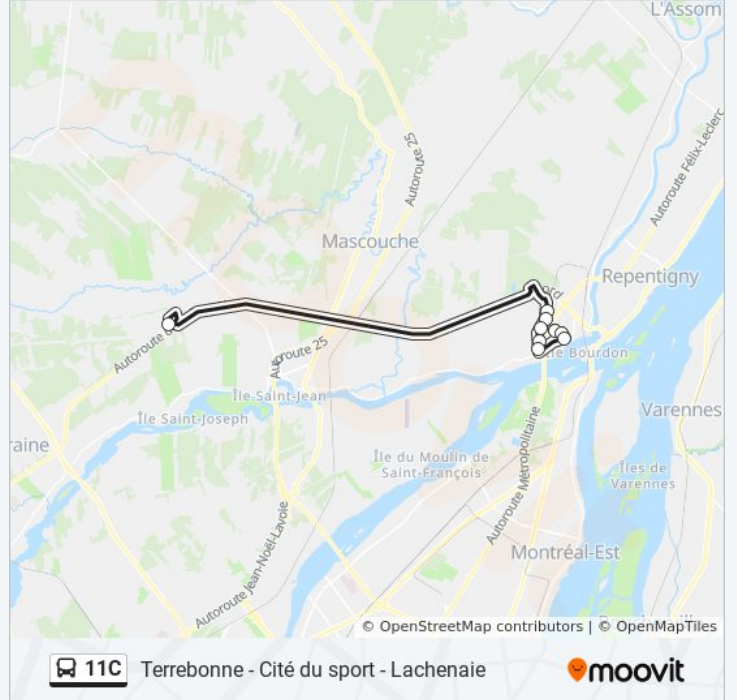 L'Assom
Autoroute 25
Autoroute Félix-Leclerc
Mascouche
Repentigny
ord
Autoroute
Autoroute 25
Île Bourdon
Île Saint-Jean
Île Saint-Joseph
Varennes
raine
Île du Moulin de
Saint-François
Îles de
Varennes
Autoroute Métropolitaine
Autoroute Jean-Noël-Lavoie
Montréal-Est
© OpenStreetMap contributors | © OpenMapTiles
11C Terrebonne - Cité du sport - Lachenaie
moovit